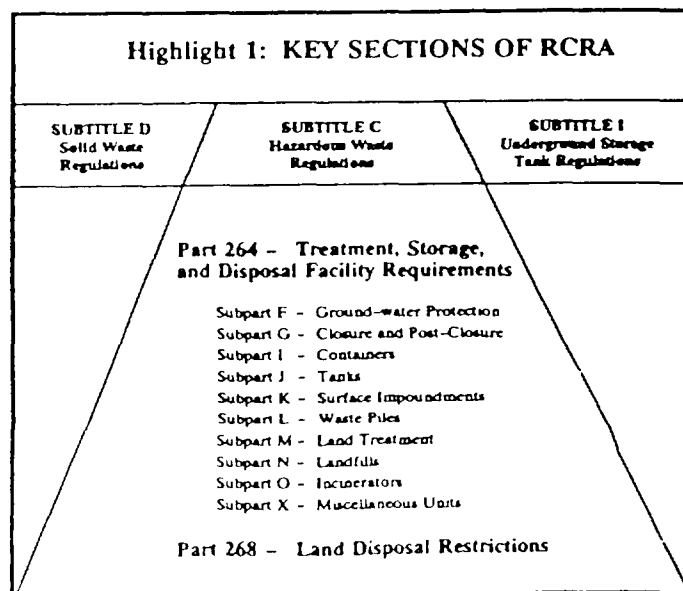 Highlight 1: KEY SECTIONS OF RCRA
SUBTITLE D
Solid Waste
Regulations
SUBTITLE C
Hazardous Waste
Regulations
SUBTITLE I
Underground Storage
Tank Regulations
Part 264 - Treatment, Storage,
and Disposal Facility Requirements
Subpart F - Ground-water Protection
Subpart G - Closure and Post-Closure
Subpart I - Containers
Subpart J - Tanks
Subpart K - Surface Impoundments
Subpart L - Waste Piles
Subpart M - Land Treatment
Subpart N - Landfills
Subpart O - Incinerators
Subpart X - Miscellaneous Units
Part 268 - Land Disposal Restrictions